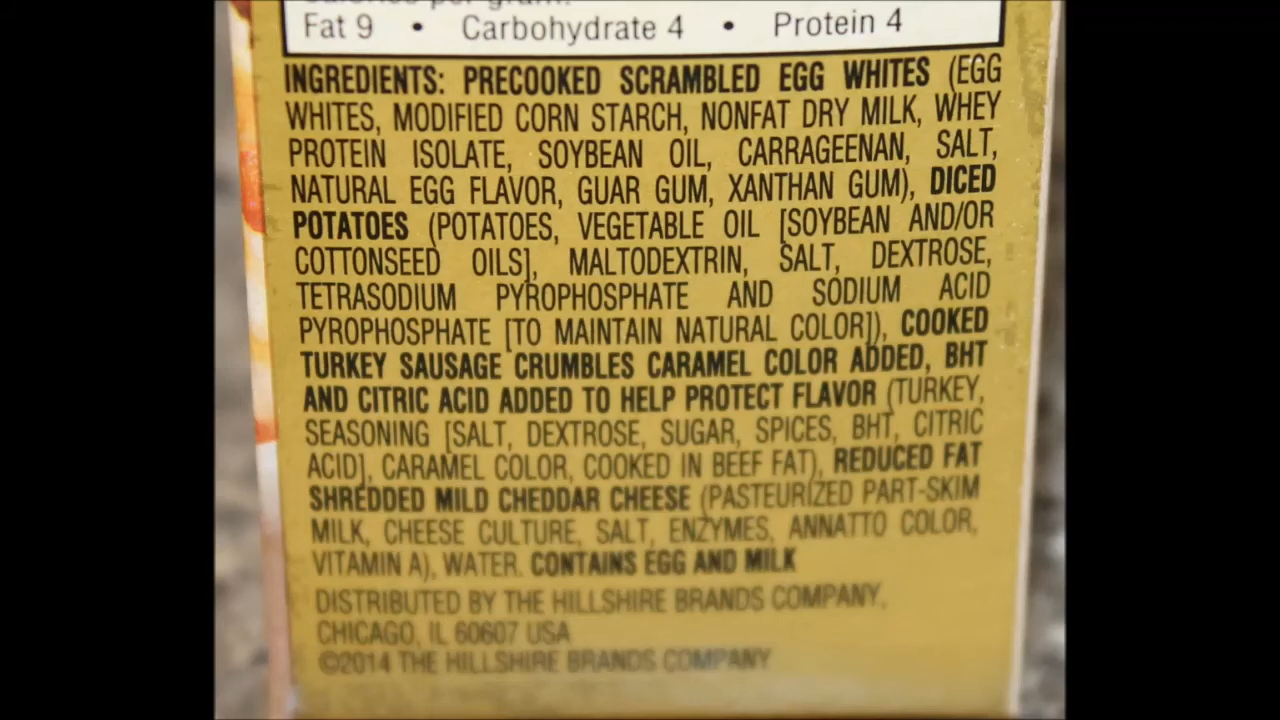 Calories per gram:
Fat 9 • Carbohydrate 4 • Protein 4
INGREDIENTS: PRECOOKED SCRAMBLED EGG WHITES (EGG
WHITES, MODIFIED CORN STARCH, NONFAT DRY MILK, WHEY
PROTEIN ISOLATE, SOYBEAN OIL, CARRAGEENAN, SALT,
NATURAL EGG FLAVOR, GUAR GUM, XANTHAN GUM), DICED
POTATOES (POTATOES, VEGETABLE OIL [SOYBEAN AND/OR
COTTONSEED OILS], MALTODEXTRIN, SALT, DEXTROSE,
TETRASODIUM PYROPHOSPHATE AND SODIUM ACID
PYROPHOSPHATE [TO MAINTAIN NATURAL COLOR]), COOKED
TURKEY SAUSAGE CRUMBLES CARAMEL COLOR ADDED, BHT
AND CITRIC ACID ADDED TO HELP PROTECT FLAVOR (TURKEY,
SEASONING [SALT, DEXTROSE, SUGAR, SPICES, BHT, CITRIC
ACID], CARAMEL COLOR, COOKED IN BEEF FAT), REDUCED FAT
SHREDDED MILD CHEDDAR CHEESE (PASTEURIZED PART-SKIM
MILK, CHEESE CULTURE, SALT, ENZYMES, ANNATTO COLOR,
VITAMIN A), WATER. CONTAINS EGG AND MILK
DISTRIBUTED BY THE HILLSHIRE BRANDS COMPANY,
CHICAGO, IL 60607 USA
©2014 THE HILLSHIRE BRANDS COMPANY